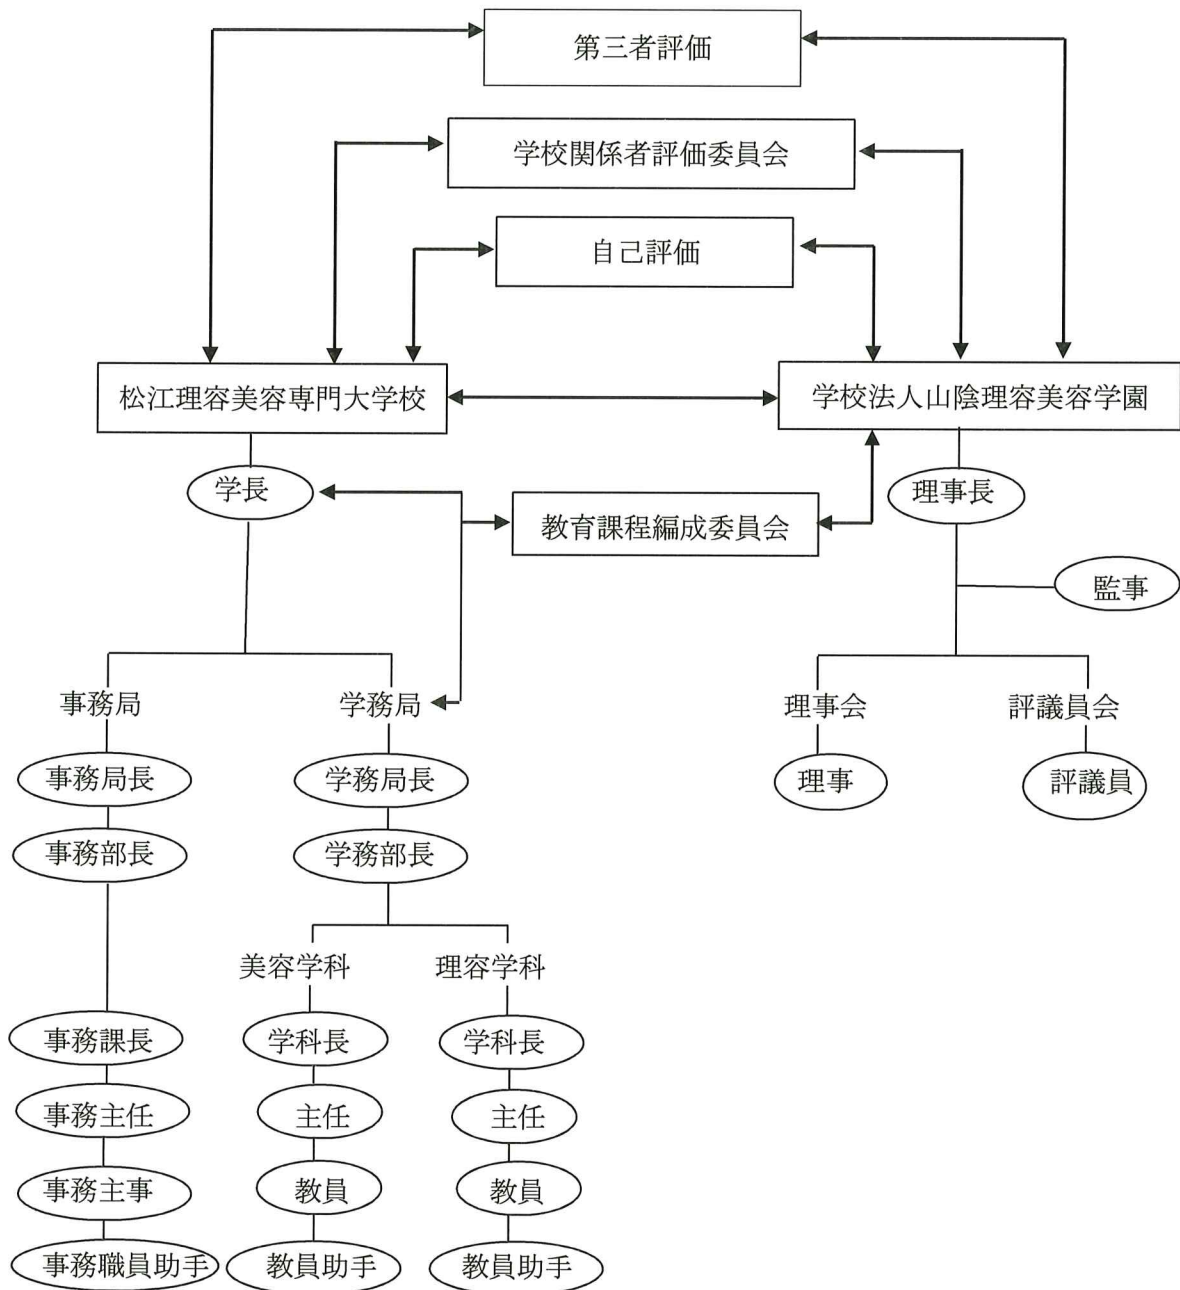 第三者評価
学校関係者評価委員会
自己評価
松江理容美容専門大学校
学校法人山陰理容美容学園
学長
教育課程編成委員会
理事長
監事
事務局
学務局
理事会
評議員会
事務局長
学務局長
理事
評議員
事務部長
学務部長
美容学科
理容学科
事務課長
学科長
学科長
事務主任
主任
主任
事務主事
教員
教員
事務職員助手
教員助手
教員助手